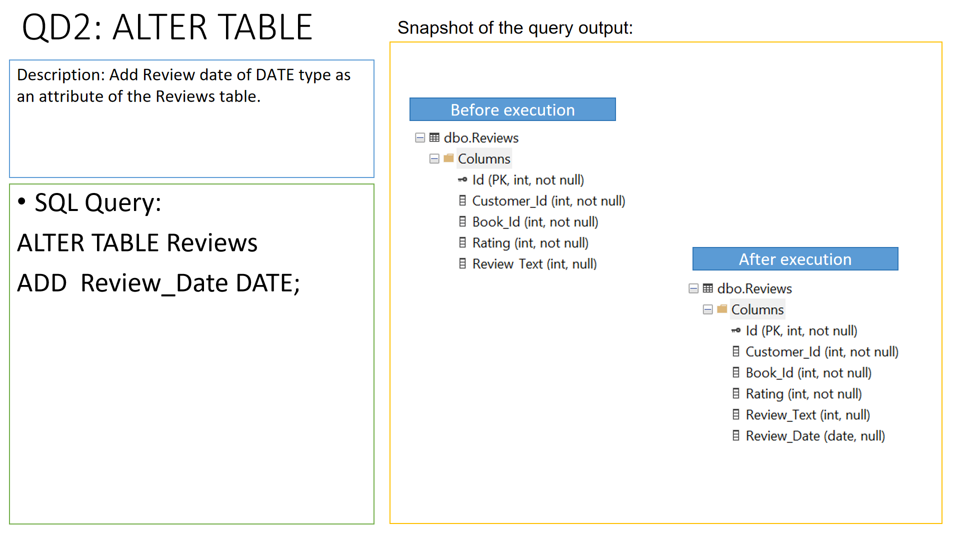 QD2: ALTER TABLE
Description: Add Review date of DATE type as
an attribute of the Reviews table.
• SQL Query:
ALTER TABLE Reviews
ADD  Review_Date DATE;
Snapshot of the query output:
Before execution
dbo.Reviews
Columns
Id (PK, int, not null)
Customer_Id (int, not null)
Book_Id (int, not null)
Rating (int, not null)
Review_Text (int, null)
After execution
dbo.Reviews
Columns
Id (PK, int, not null)
Customer_Id (int, not null)
Book_Id (int, not null)
Rating (int, not null)
Review_Text (int, null)
Review_Date (date, null)